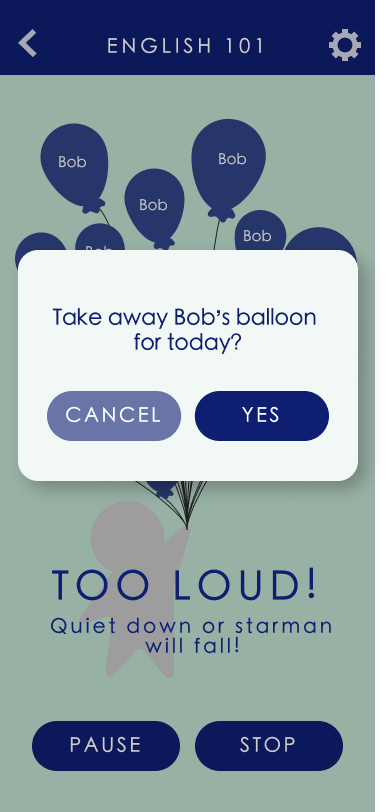 ENGLISH 101
Bob
Bob
Bob
Bob
Bob
Take away Bob's balloon
for today?
CANCEL
YES
TOO LOUD!
Quiet down or starman
will fall!
PAUSE
STOP